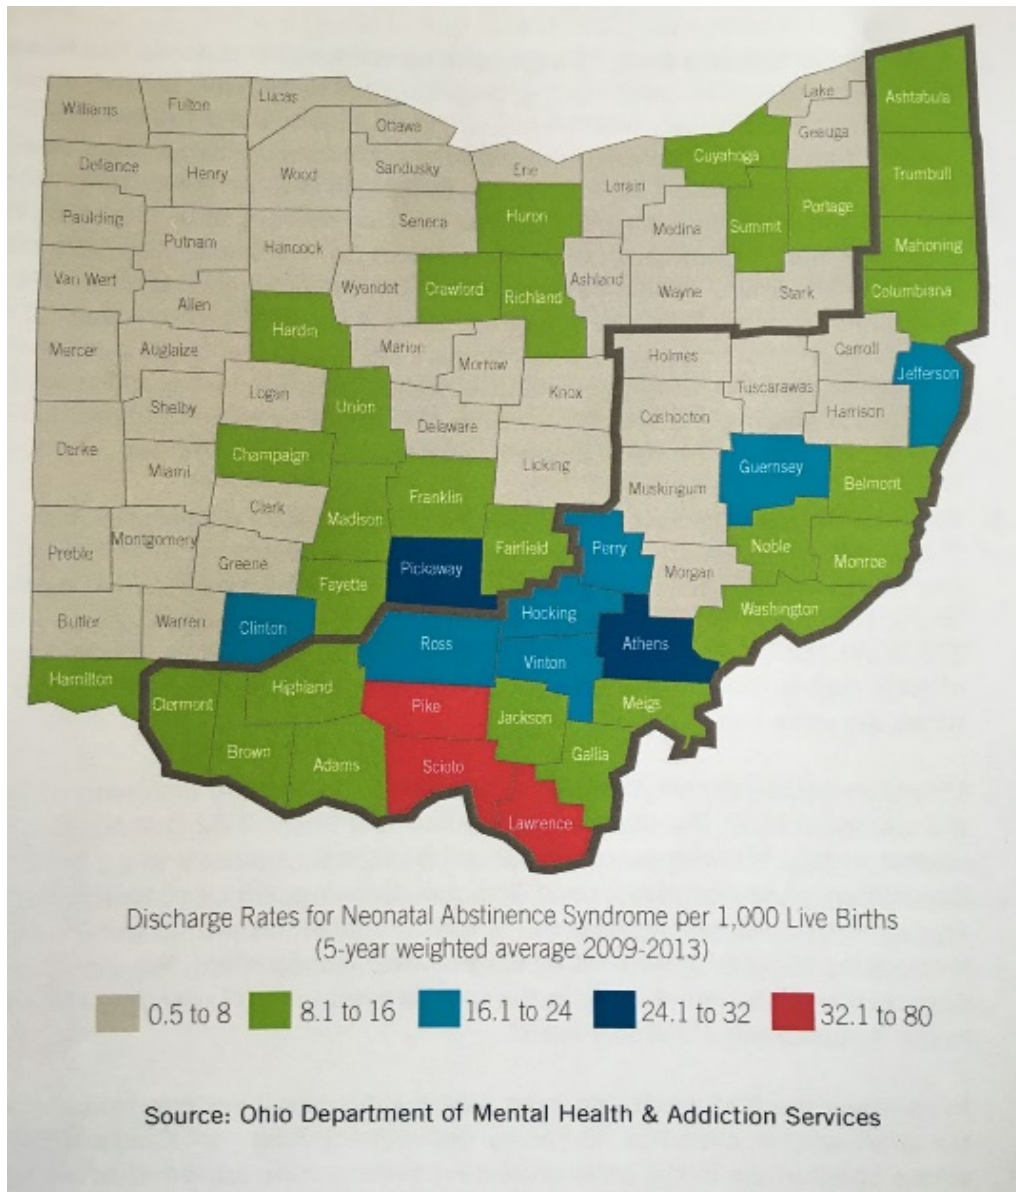 Williams
Fulton
Lucas
Ottawa
Lake
Geauga
Ashtabula
Defiance
Henry
Wood
Sandusky
Erie
Lorain
Cuyahoga
Trumbull
Paulding
Putnam
Hancock
Seneca
Huron
Medina
Summit
Portage
Mahoning
Van Wert
Allen
Wyandot
Crawford
Richland
Ashland
Wayne
Stark
Columbiana
Mercer
Auglaize
Hardin
Marion
Morrow
Holmes
Carroll
Jefferson
Logan
Knox
Tuscarawas
Shelby
Union
Delaware
Coshocton
Harrison
Darke
Miami
Champaign
Licking
Guernsey
Belmont
Clark
Madison
Franklin
Muskingum
Preble
Montgomery
Greene
Fayette
Pickaway
Fairfield
Perry
Morgan
Noble
Monroe
Butler
Warren
Clinton
Ross
Hocking
Athens
Washington
Vinton
Hamilton
Clermont
Highland
Pike
Jackson
Meigs
Brown
Adams
Scioto
Gallia
Lawrence
Discharge Rates for Neonatal Abstinence Syndrome per 1,000 Live Births
(5-year weighted average 2009-2013)
0.5 to 8 8.1 to 16 16.1 to 24 24.1 to 32 32.1 to 80
Source: Ohio Department of Mental Health & Addiction Services